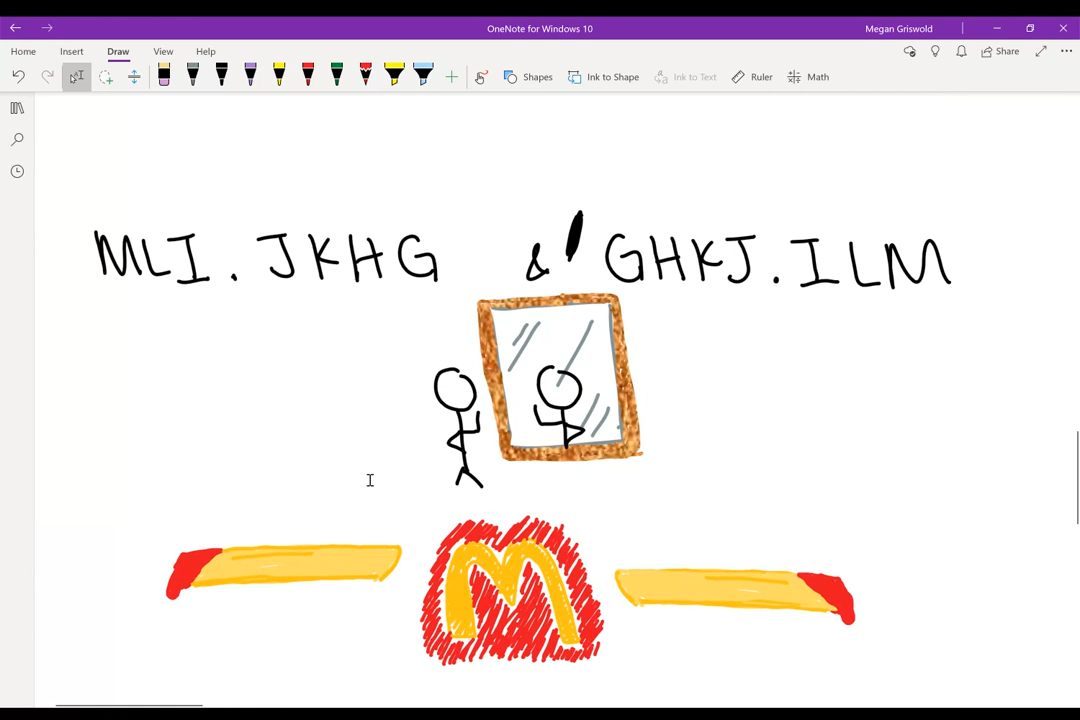 OneNote for Windows 10
Megan Griswold
Home Insert Draw View Help
Share
Shapes Ink to Shape Ink to Text Ruler Math
MLI. JKHG & GHKJ. ILM
M